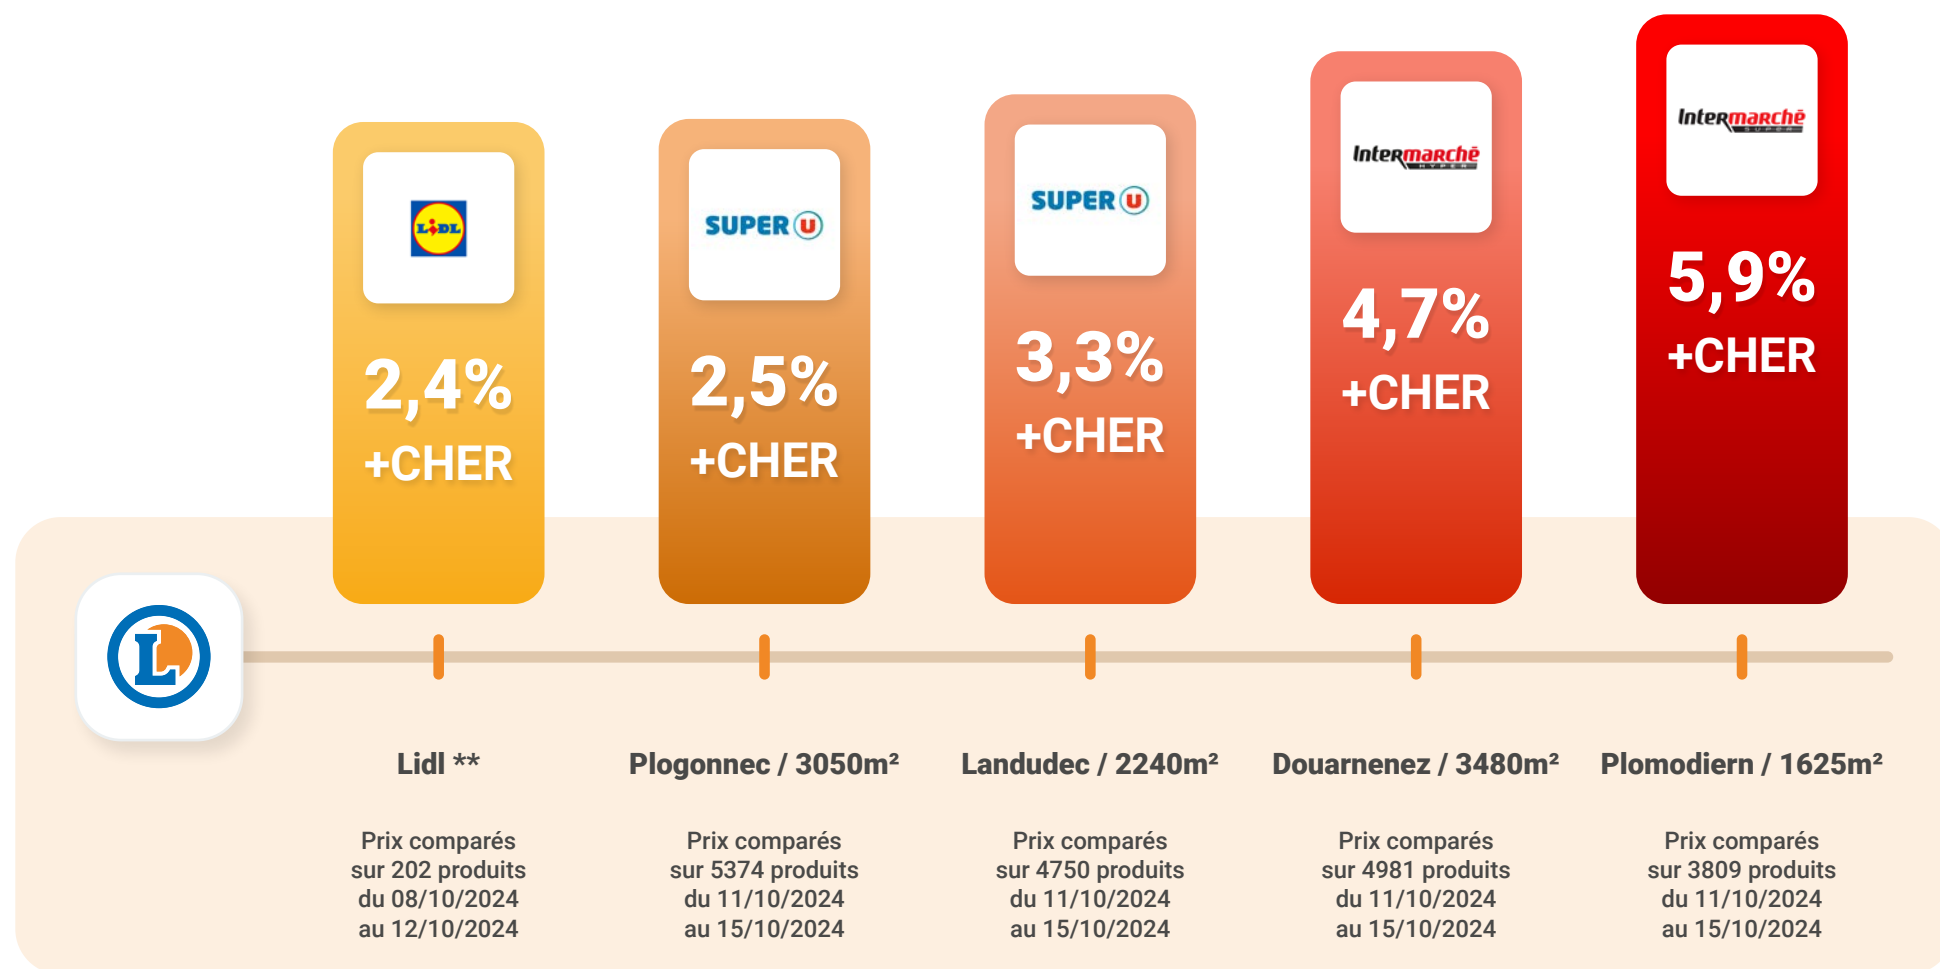 LIDL
2,4%
+CHER
SUPER U
2,5%
+CHER
SUPER U
3,3%
+CHER
Intermarché
HYPER
4,7%
+CHER
Intermarché
SUPER
5,9%
+CHER
L
Lidl **
Prix comparés
sur 202 produits
du 08/10/2024
au 12/10/2024
Plogonnec / 3050m²
Prix comparés
sur 5374 produits
du 11/10/2024
au 15/10/2024
Landudec / 2240m²
Prix comparés
sur 4750 produits
du 11/10/2024
au 15/10/2024
Douarnenez / 3480m²
Prix comparés
sur 4981 produits
du 11/10/2024
au 15/10/2024
Plomodiern / 1625m²
Prix comparés
sur 3809 produits
du 11/10/2024
au 15/10/2024